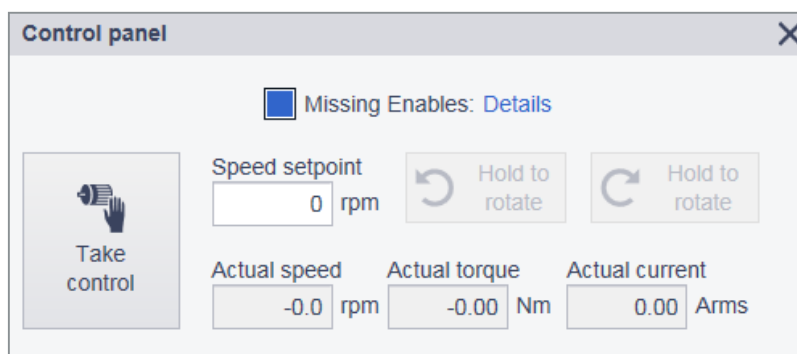 Control panel
Missing Enables: Details
Take
control
Speed setpoint
0 rpm
Hold to
rotate
Hold to
rotate
Actual speed
-0.0 rpm
Actual torque
-0.00 Nm
Actual current
0.00 Arms